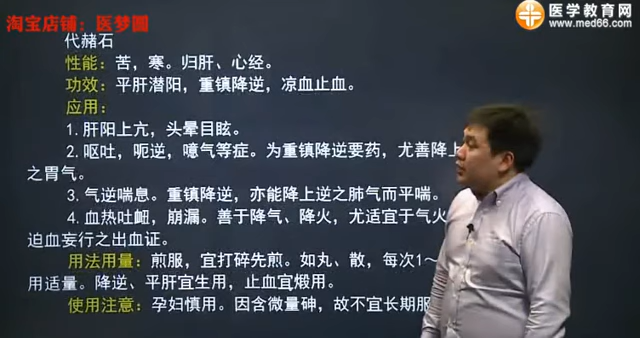 淘宝店铺：医梦圆
医学教育网
www.med66.com
代赭石
性能：苦，寒。归肝、心经。
功效：平肝潜阳，重镇降逆，凉血止血。
应用：
1.肝阳上亢，头晕目眩。
2.呕吐，呃逆，噫气等症。为重镇降逆要药，尤善降上
之胃气。
3.气逆喘息。重镇降逆，亦能降上逆之肺气而平喘。
4.血热吐衄，崩漏。善于降气、降火，尤适宜于气火
迫血妄行之出血证。
用法用量：煎服，宜打碎先煎。如丸、散，每次1～
用适量。降逆、平肝宜生用，止血宜煅用。
使用注意：孕妇慎用。因含微量砷，故不宜长期服